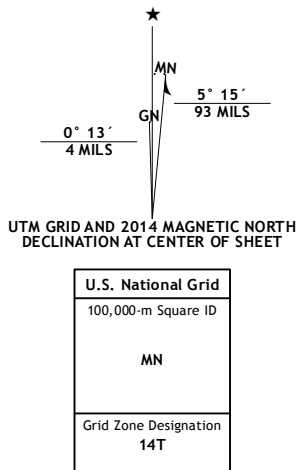 MN
GN
5° 15´
93 MILS
0° 13´
4 MILS
UTM GRID AND 2014 MAGNETIC NORTH
DECLINATION AT CENTER OF SHEET
U.S. National Grid
100,000-m Square ID
MN
Grid Zone Designation
14T